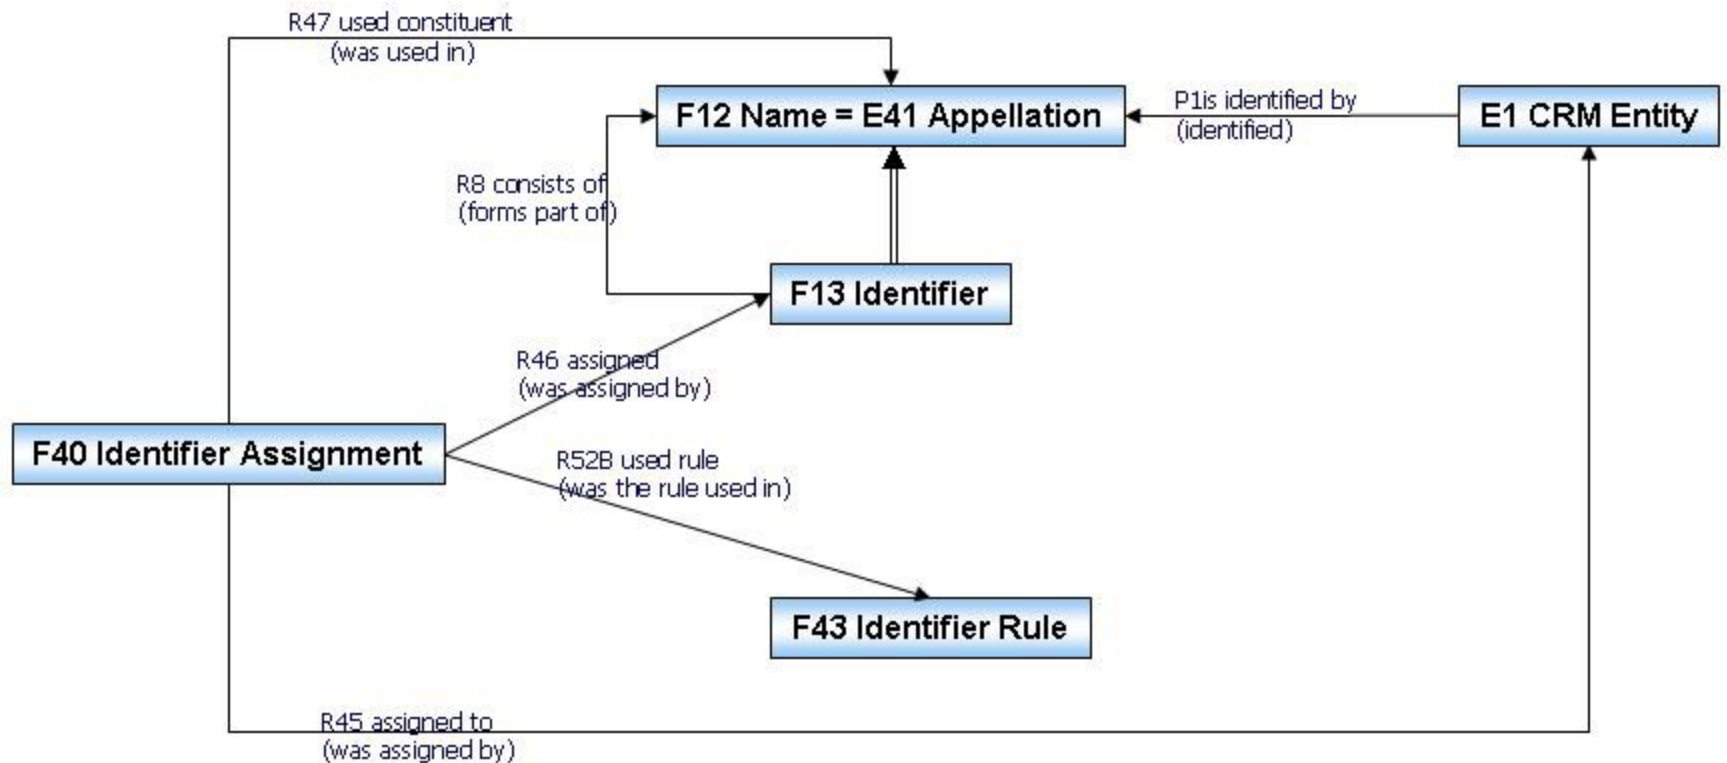 R47 used constituent
(was used in)
F12 Name = E41 Appellation
P1is identified by
(identified)
E1 CRM Entity
R8 consists of
(forms part of)
F13 Identifier
R46 assigned
(was assigned by)
F40 Identifier Assignment
R52B used rule
(was the rule used in)
F43 Identifier Rule
R45 assigned to
(was assigned by)